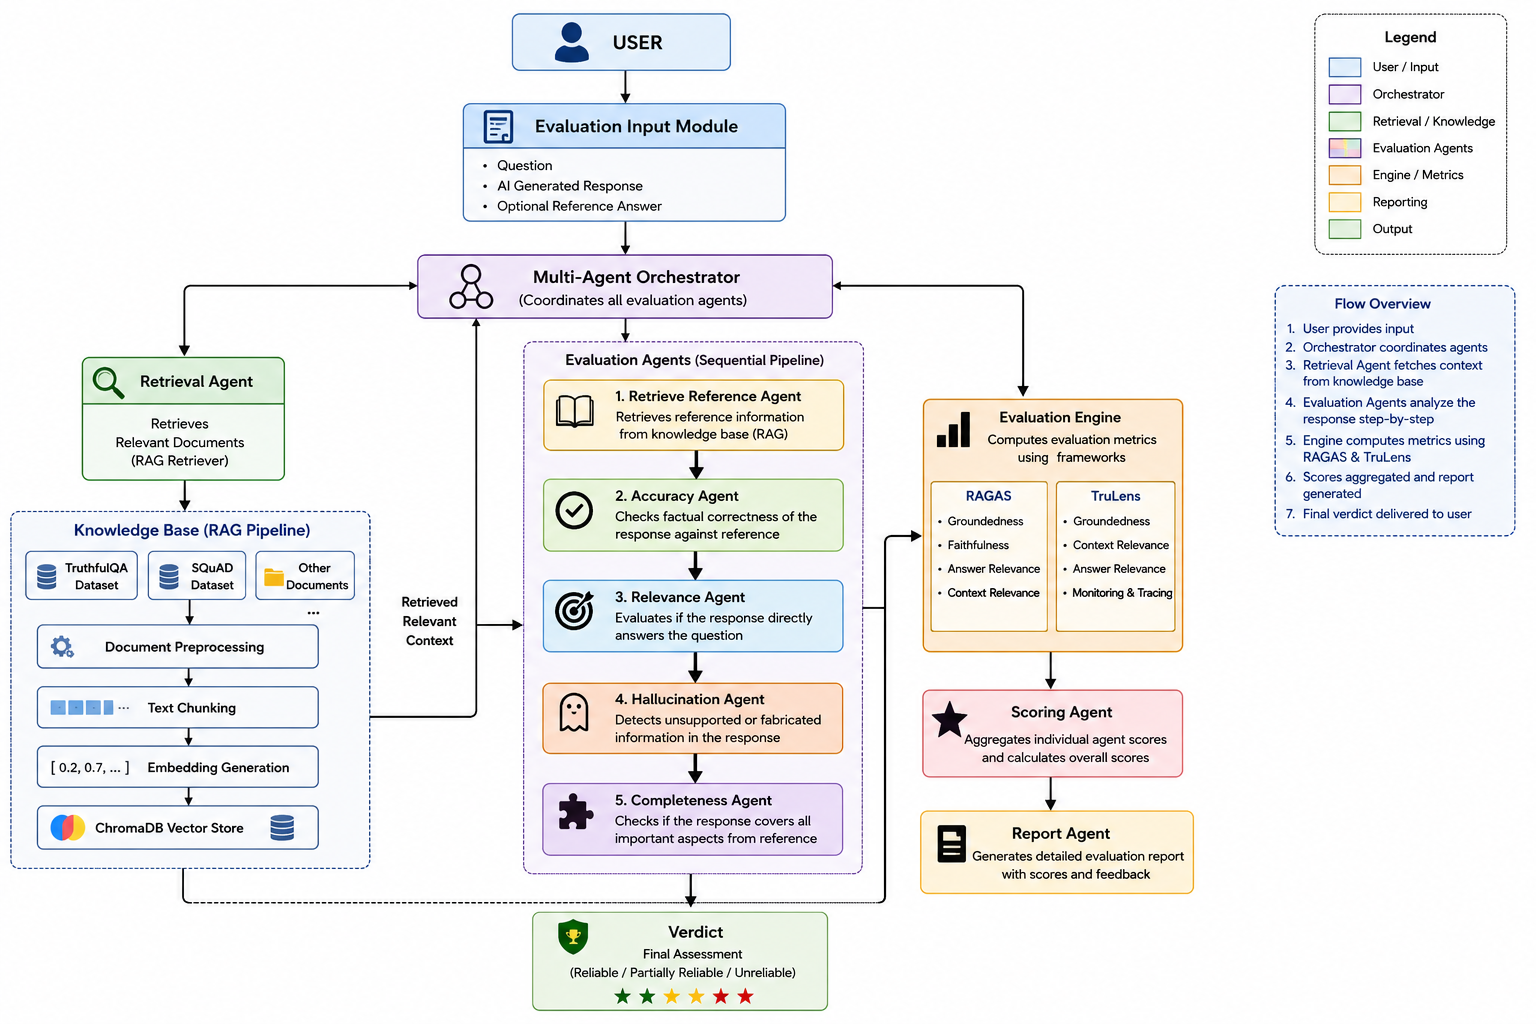 USER
Evaluation Input Module
• Question
• AI Generated Response
• Optional Reference Answer
Multi-Agent Orchestrator
(Coordinates all evaluation agents)
Retrieval Agent
Retrieves
Relevant Documents
(RAG Retriever)
Knowledge Base (RAG Pipeline)
TruthfulQA
Dataset
SQuAD
Dataset
Other
Documents
...
Document Preprocessing
Text Chunking
[ 0.2, 0.7, ... ] Embedding Generation
ChromaDB Vector Store
Retrieved
Relevant
Context
Evaluation Agents (Sequential Pipeline)
1. Retrieve Reference Agent
Retrieves reference information
from knowledge base (RAG)
2. Accuracy Agent
Checks factual correctness of the
response against reference
3. Relevance Agent
Evaluates if the response directly
answers the question
4. Hallucination Agent
Detects unsupported or fabricated
information in the response
5. Completeness Agent
Checks if the response covers all
important aspects from reference
Verdict
Final Assessment
(Reliable / Partially Reliable / Unreliable)
Evaluation Engine
Computes evaluation metrics
using frameworks
RAGAS
• Groundedness
• Faithfulness
• Answer Relevance
• Context Relevance
TruLens
• Groundedness
• Context Relevance
• Answer Relevance
• Monitoring & Tracing
Scoring Agent
Aggregates individual agent scores
and calculates overall scores
Report Agent
Generates detailed evaluation report
with scores and feedback
Legend
User / Input
Orchestrator
Retrieval / Knowledge
Evaluation Agents
Engine / Metrics
Reporting
Output
Flow Overview
1. User provides input
2. Orchestrator coordinates agents
3. Retrieval Agent fetches context
from knowledge base
4. Evaluation Agents analyze the
response step-by-step
5. Engine computes metrics using
RAGAS & TruLens
6. Scores aggregated and report
generated
7. Final verdict delivered to user